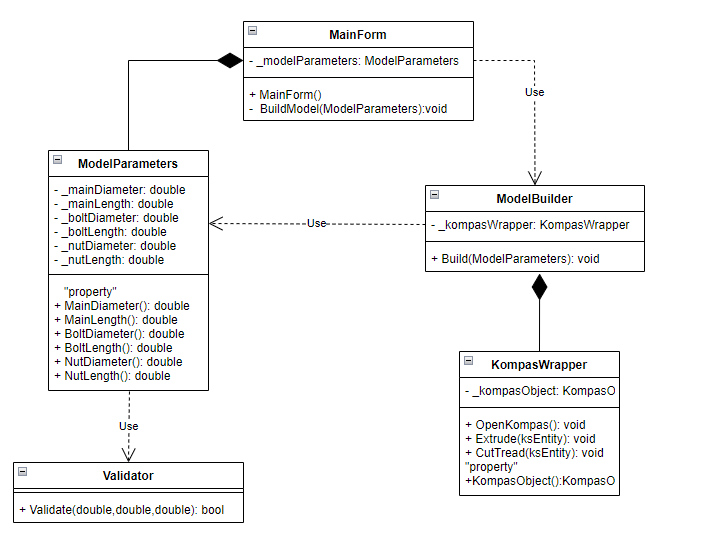 MainForm
- _modelParameters: ModelParameters
+ MainForm()
- BuildModel(ModelParameters):void
Use
ModelParameters
- _mainDiameter: double
- _mainLength: double
- _boltDiameter: double
- _boltLength: double
- _nutDiameter: double
- _nutLength: double
"property"
+ MainDiameter(): double
+ MainLength(): double
+ BoltDiameter(): double
+ BoltLength(): double
+ NutDiameter(): double
+ NutLength(): double
Use
ModelBuilder
- _kompasWrapper: KompasWrapper
+ Build(ModelParameters): void
KompasWrapper
- _kompasObject: KompasO
+ OpenKompas(): void
+ Extrude(ksEntity): void
+ CutTread(ksEntity): void
"property"
+KompasObject():KompasO
Use
Validator
+ Validate(double,double,double): bool